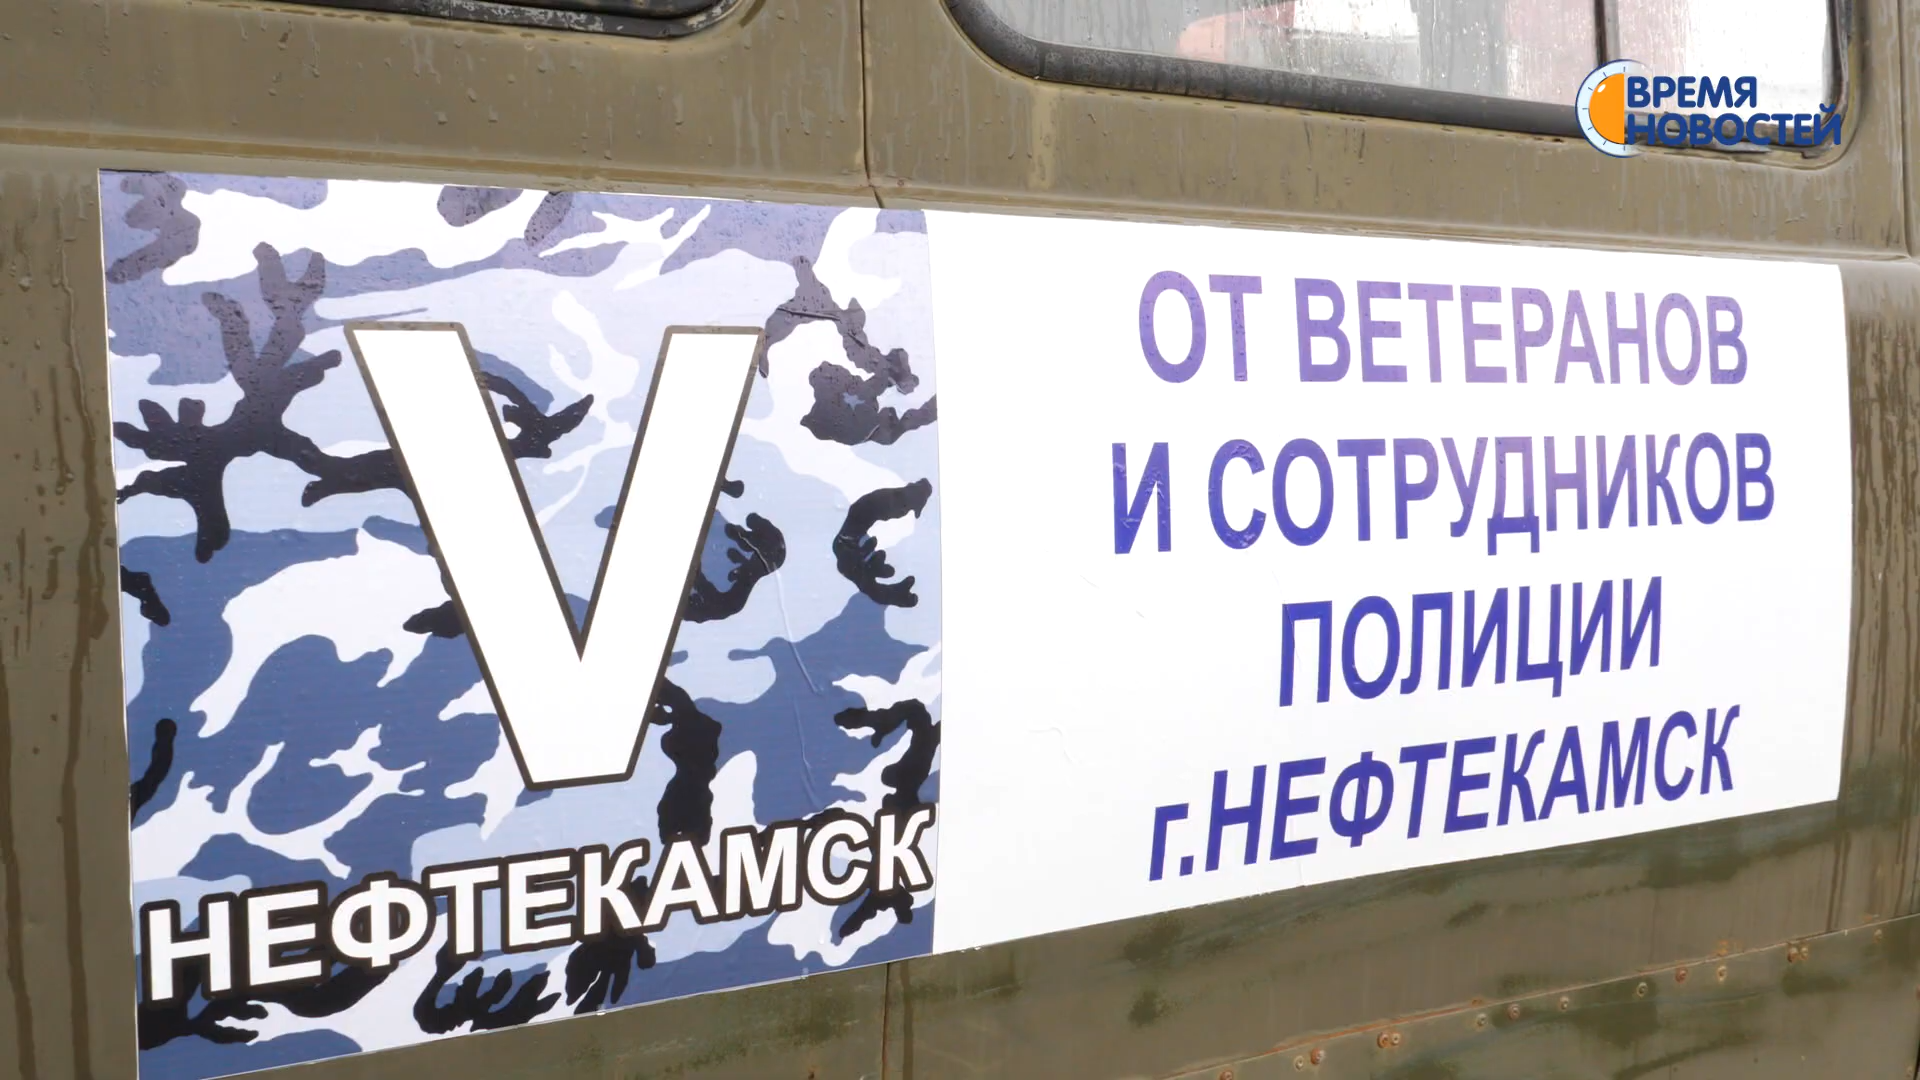 ВРЕМЯ
НОВОСТЕЙ
V
НЕФТЕКАМСК
ОТ ВЕТЕРАНОВ
И СОТРУДНИКОВ
ПОЛИЦИИ
г.НЕФТЕКАМСК